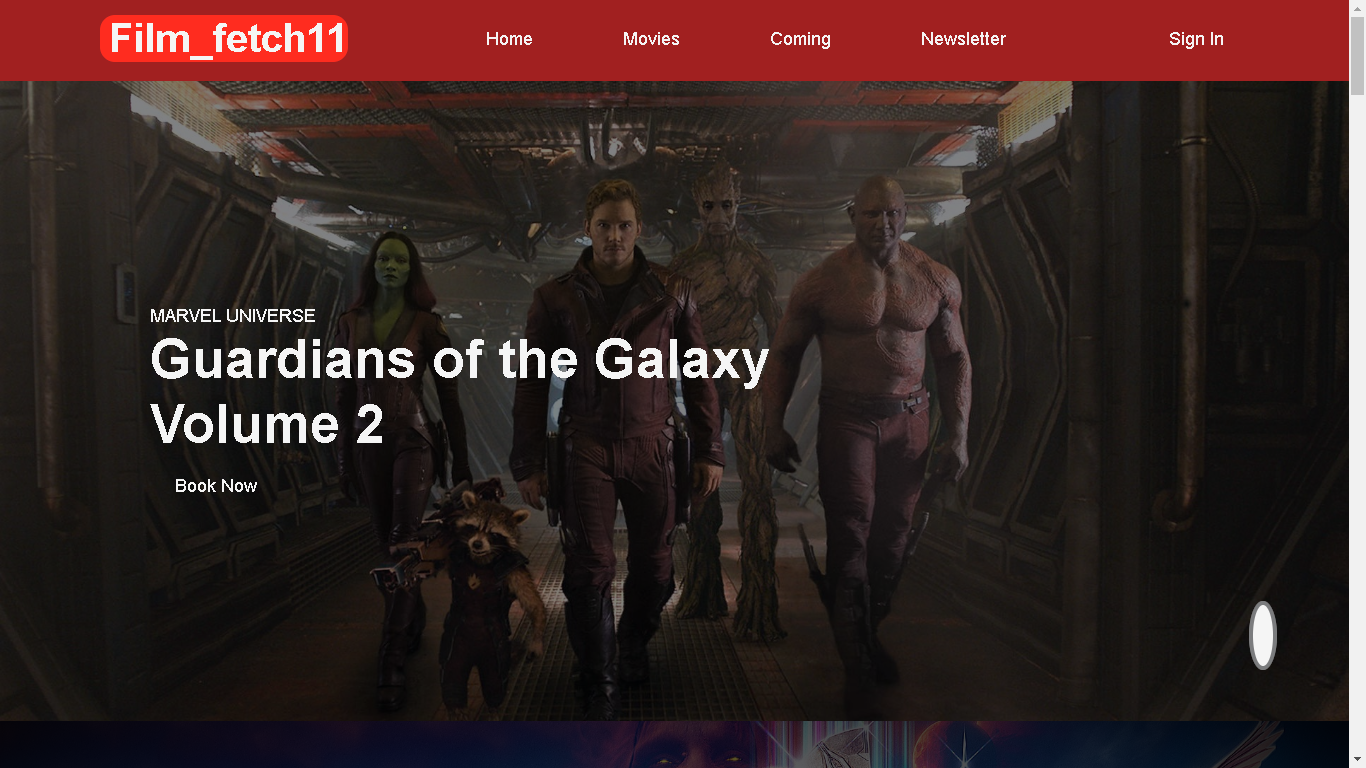 Film_fetch11
Home
Movies
Coming
Newsletter
Sign In
MARVEL UNIVERSE
Guardians of the Galaxy
Volume 2
Book Now